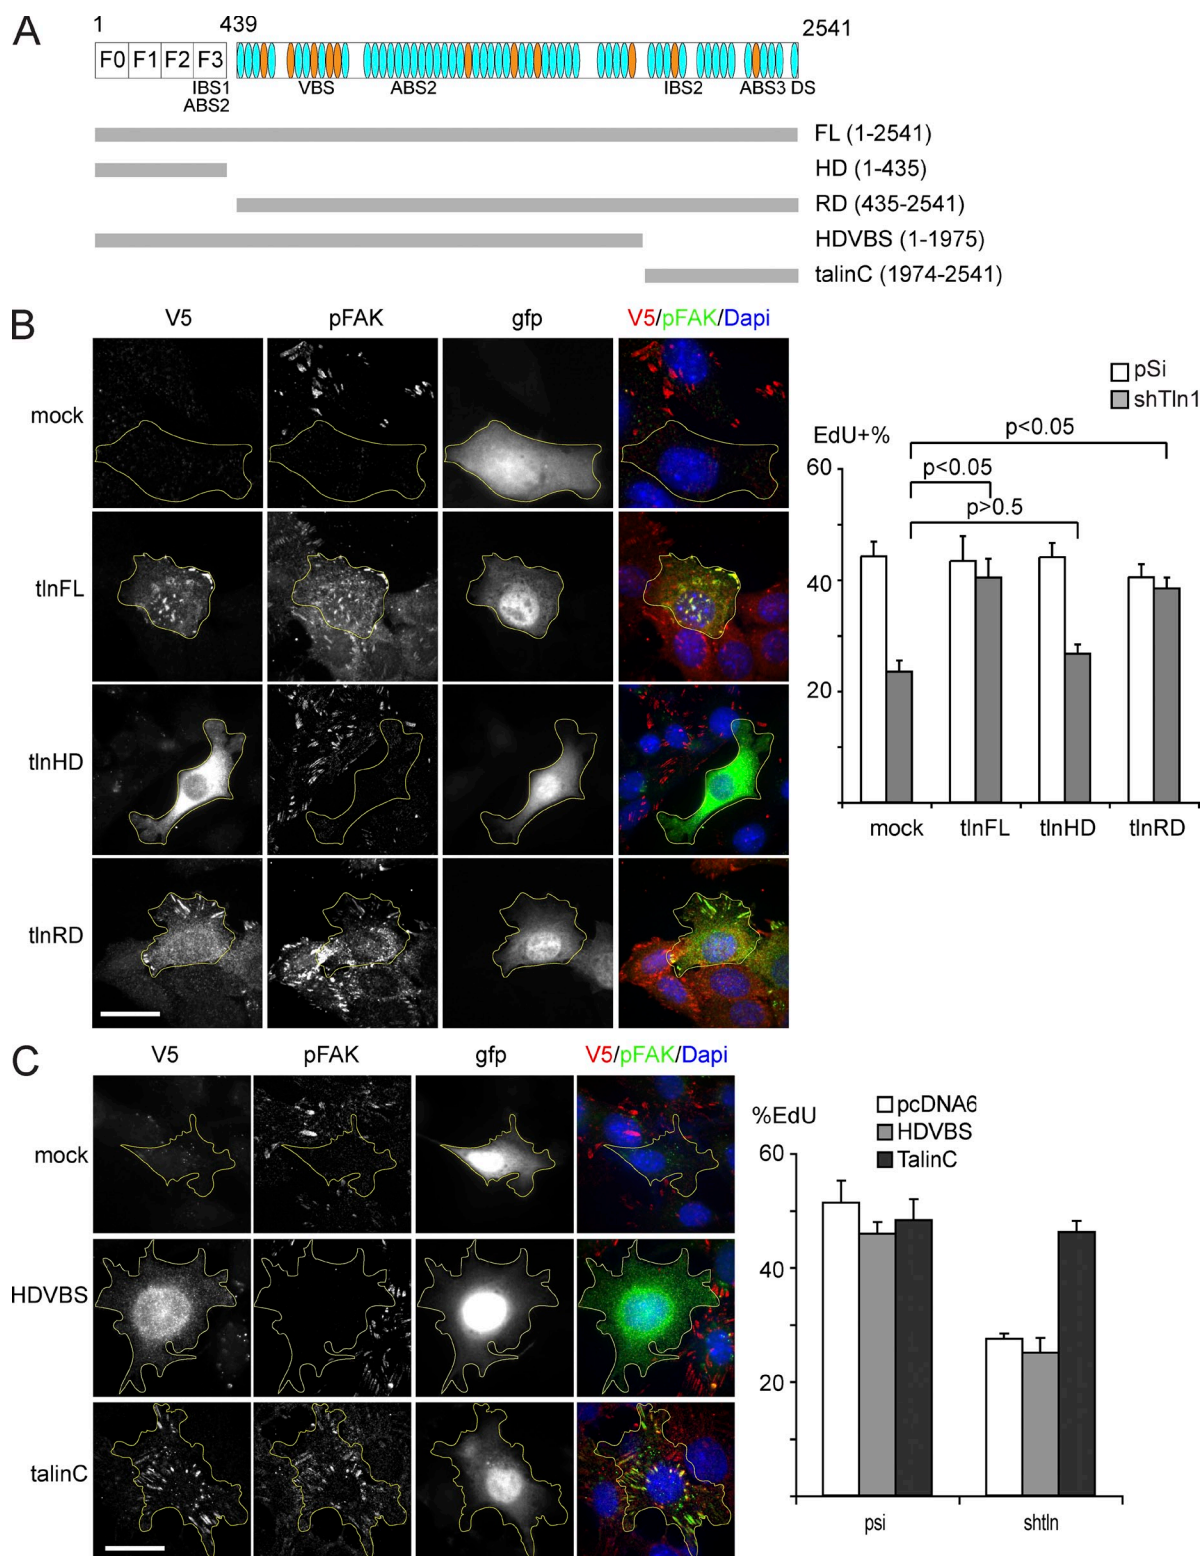 A
1 439 2541
F0 F1 F2 F3
IBS1 VBS ABS2 IBS2 ABS3 DS
ABS2
FL (1-2541)
HD (1-435)
RD (435-2541)
HDVBS (1-1975)
talinC (1974-2541)
B
V5 pFAK gfp V5/pFAK/Dapi
mock
tlnFL
tlnHD
tlnRD
pSi
shTln1
EdU+%
p<0.05
p<0.05
p>0.5
60
40
20
mock tlnFL tlnHD tlnRD
C
V5 pFAK gfp V5/pFAK/Dapi
mock
HDVBS
talinC
%EdU
pcDNA6
HDVBS
TalinC
60
40
20
psi shtln